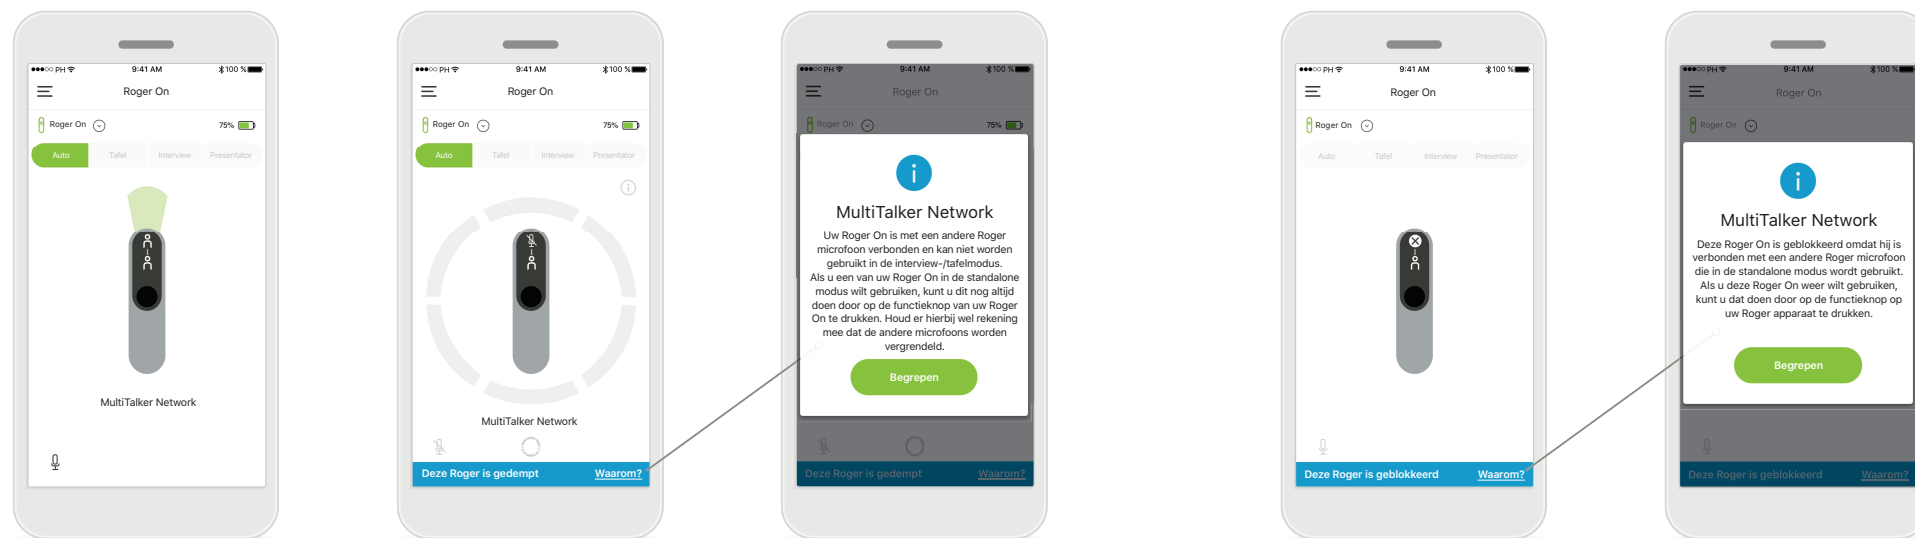 PH 9:41 AM 100 %
Roger On
Roger On 75%
Auto Tafel Interview Presentator
MultiTalker Network
PH 9:41 AM 100 %
Roger On
Roger On 75%
Auto Tafel Interview Presentator
MultiTalker Network
Deze Roger is gedempt Waarom?
PH 9:41 AM 100 %
Roger On
Roger On 75%
MultiTalker Network
Uw Roger On is met een andere Roger
microfoon verbonden en kan niet worden
gebruikt in de interview-/tafelmodus.
Als u een van uw Roger On in de standalone
modus wilt gebruiken, kunt u dit nog altijd
doen door op de functieknop van uw Roger
On te drukken. Houd er hierbij wel rekening
mee dat de andere microfoons worden
vergrendeld.
Begrepen
Deze Roger is gedempt Waarom?
PH 9:41 AM 100 %
Roger On
Roger On
Auto Tafel Interview Presentator
Deze Roger is geblokkeerd Waarom?
PH 9:41 AM 100 %
Roger On
Roger On
MultiTalker Network
Deze Roger On is geblokkeerd omdat hij is
verbonden met een andere Roger microfoon
die in de standalone modus wordt gebruikt.
Als u deze Roger On weer wilt gebruiken,
kunt u dat doen door op de functieknop op
uw Roger apparaat te drukken.
Begrepen
Deze Roger is geblokkeerd Waarom?